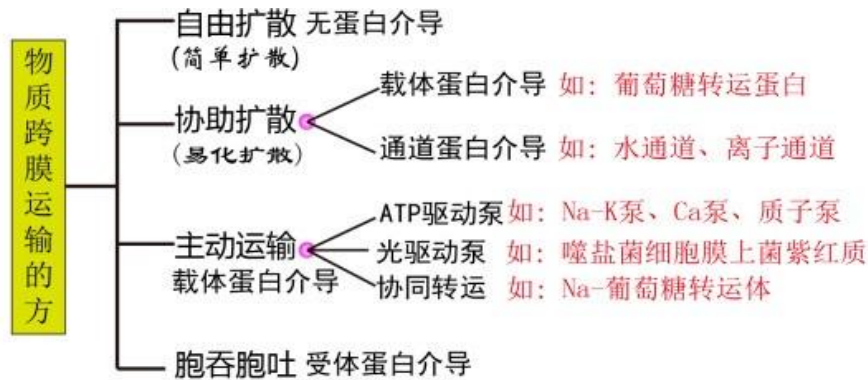 物质跨膜运输的方
自由扩散 无蛋白介导
(简单扩散)
协助扩散
(易化扩散)
载体蛋白介导 如: 葡萄糖转运蛋白
通道蛋白介导 如: 水通道、离子通道
主动运输
载体蛋白介导
ATP驱动泵 如: Na-K泵、Ca泵、质子泵
光驱动泵 如: 噬盐菌细胞膜上菌紫红质
协同转运 如: Na-葡萄糖转运体
胞吞胞吐 受体蛋白介导